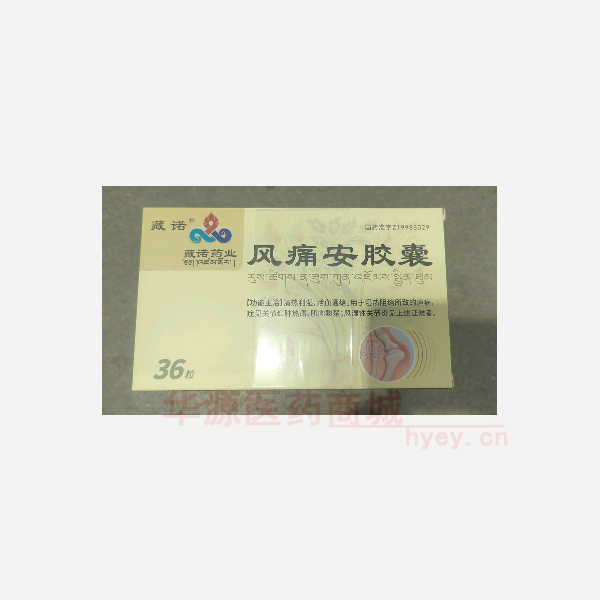 藏诺®
藏诺药业
国药准字Z19983029
风痛安胶囊
【功能主治】清热利湿,活血通络。用于湿热阻络所致的痹病,
症见关节红肿热痛、肌肉酸楚;风湿性关节炎见上述证候者。
36粒
华源医药商城
hyey.cn